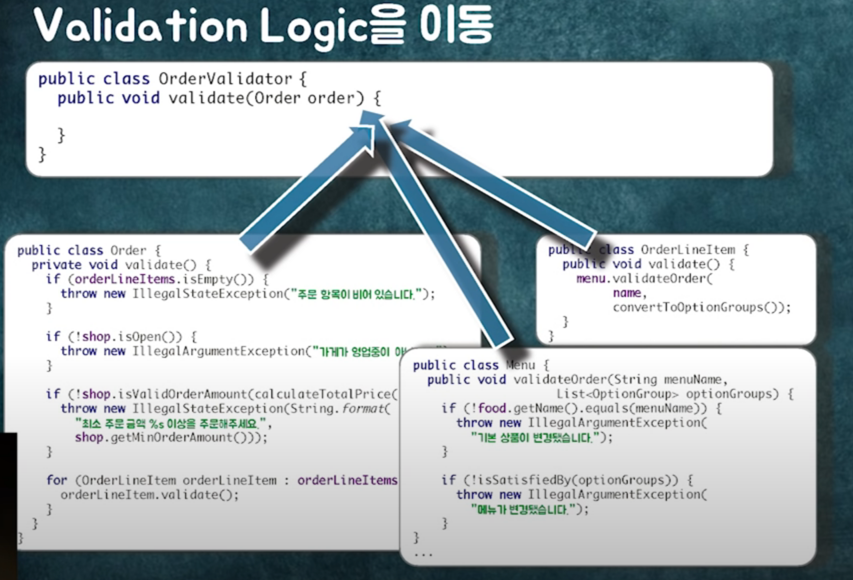 Validation Logic을 이동
public class OrderValidator {
public void validate(Order order) {
}
}
public class Order {
private void validate() {
if (orderLineItems.isEmpty()) {
throw new IllegalStateException("주문 항목이 비어 있습니다.");
}
if (!shop.isOpen()) {
throw new IllegalArgumentException("가게가 영업중이
}
if (!shop.isValidOrderAmount(calculateTotalPrice(
throw new IllegalStateException(String.format(
"최소 주문 금액 %s 이상을 주문해주세요.",
shop.getMinOrderAmount()));
}
for (OrderLineItem orderLineItem : orderLineItems
orderLineItem.validate();
}
}
}
public class OrderLineItem {
public void validate() {
menu.validateOrder(
name,
convertToOptionGroups());
}
}
public class Menu {
public void validateOrder(String menuName,
List<OptionGroup> optionGroups) {
if (!food.getName().equals(menuName)) {
throw new IllegalArgumentException(
"기본 상품이 변경됐습니다.");
}
if (!isSatisfiedBy(optionGroups)) {
throw new IllegalArgumentException(
"메뉴가 변경됐습니다.");
}
}
...